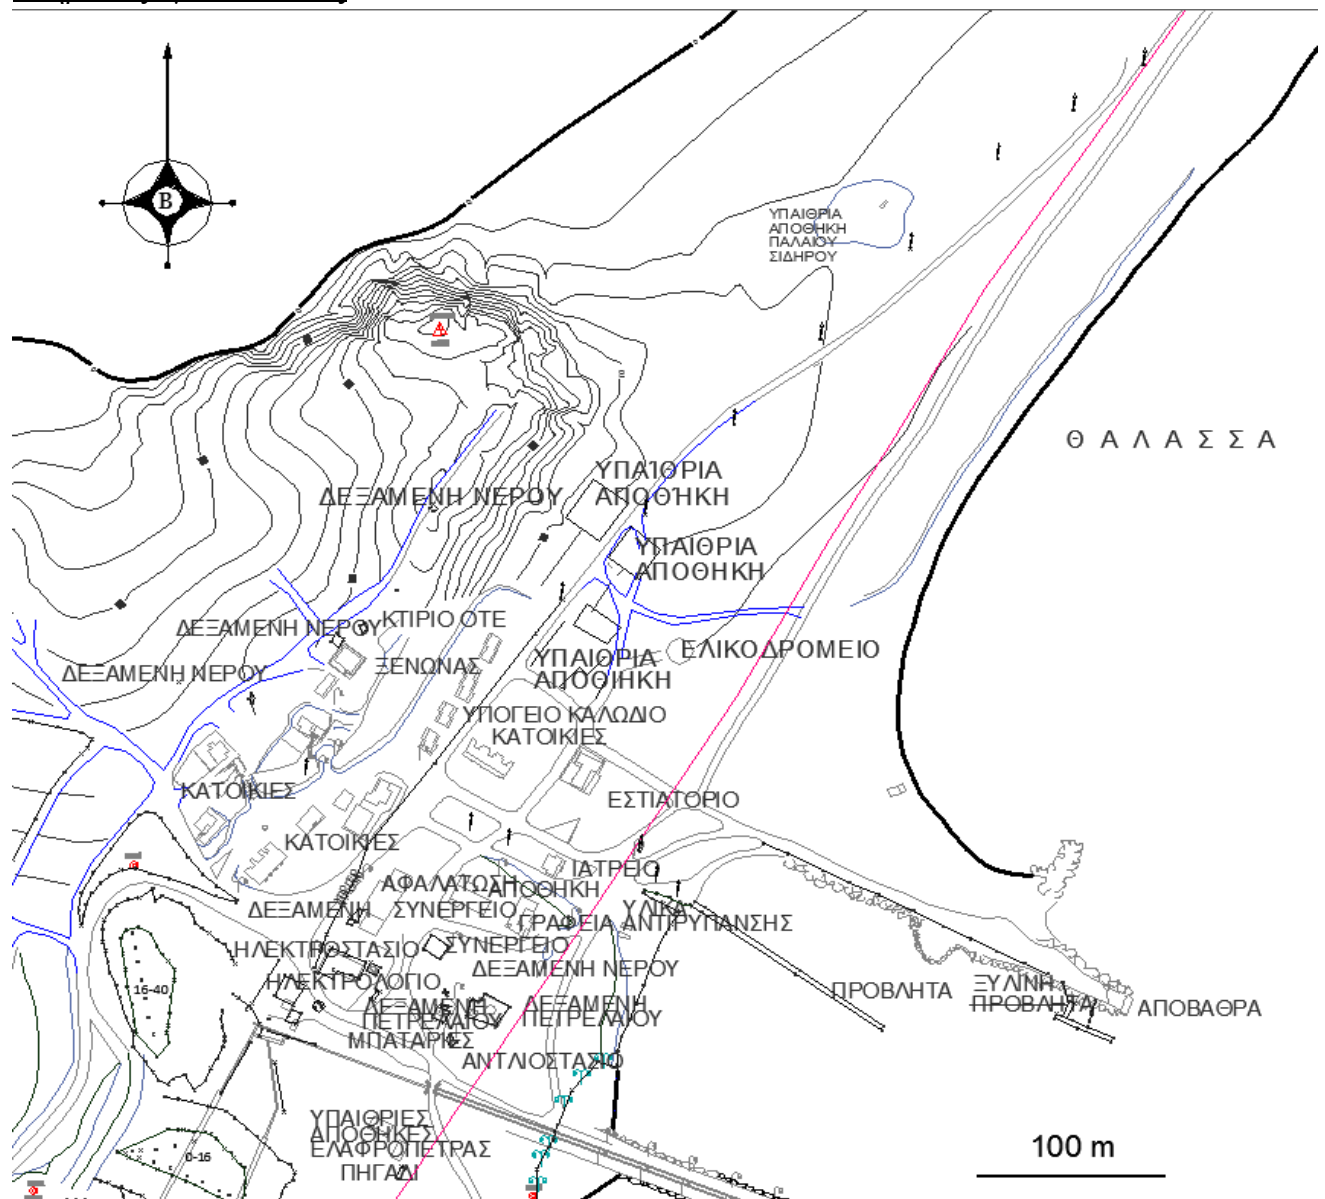 Β
ΥΠΑΙΘΡΙΑ
ΑΠΟΘΗΚΗ
ΠΑΛΑΙΟΥ
ΣΙΔΗΡΟΥ
ΘΑΛΑΣΣΑ
ΥΠΑΙΘΡΙΑ
ΑΠΟΘΗΚΗ
ΔΕΞΑΜΕΝΗ ΝΕΡΟΥ
ΥΠΑΙΘΡΙΑ
ΑΠΟΘΗΚΗ
ΚΤΙΡΙΟ ΟΤΕ
ΔΕΞΑΜΕΝΗ ΝΕΡΟΥ
ΕΛΙΚΟΔΡΟΜΕΙΟ
ΥΠΑΙΘΡΙΑ
ΑΠΟΘΗΚΗ
ΞΕΝΩΝΑΣ
ΔΕΞΑΜΕΝΗ ΝΕΡΟΥ
ΥΠΟΓΕΙΟ ΚΑΛΩΔΙΟ
ΚΑΤΟΙΚΙΕΣ
ΚΑΤΟΙΚΙΕΣ
ΕΣΤΙΑΤΟΡΙΟ
ΚΑΤΟΙΚΙΕΣ
ΙΑΤΡΕΙΟ
ΑΦΑΛΑΤΩΣΗ
ΑΠΟΘΗΚΗ
ΔΕΞΑΜΕΝΗ
ΣΥΝΕΡΓΕΙΟ
ΥΛΙΚΑ
ΓΡΑΦΕΙΑ ΑΝΤΙΡΥΠΑΝΣΗΣ
ΗΛΕΚΤΡΟΣΤΑΣΙΟ
ΣΥΝΕΡΓΕΙΟ
ΔΕΞΑΜΕΝΗ ΝΕΡΟΥ
ΗΛΕΚΤΡΟΛΟΓΙΟ
16-40
ΠΡΟΒΛΗΤΑ
ΞΥΛΙΝΗ
ΠΡΟΒΛΗΤΑ
ΑΠΟΒΑΘΡΑ
ΔΕΞΑΜΕΝΗ
ΠΕΤΡΕΛΑΙΟΥ
ΔΕΞΑΜΕΝΗ
ΠΕΤΡΕΛΑΙΟΥ
ΜΠΑΤΑΡΙΕΣ
ΑΝΤΛΙΟΣΤΑΣΙΟ
ΥΠΑΙΘΡΙΕΣ
ΑΠΟΘΗΚΕΣ
ΕΛΑΦΡΟΠΕΤΡΑΣ
ΠΗΓΑΔΙ
0-16
100 m